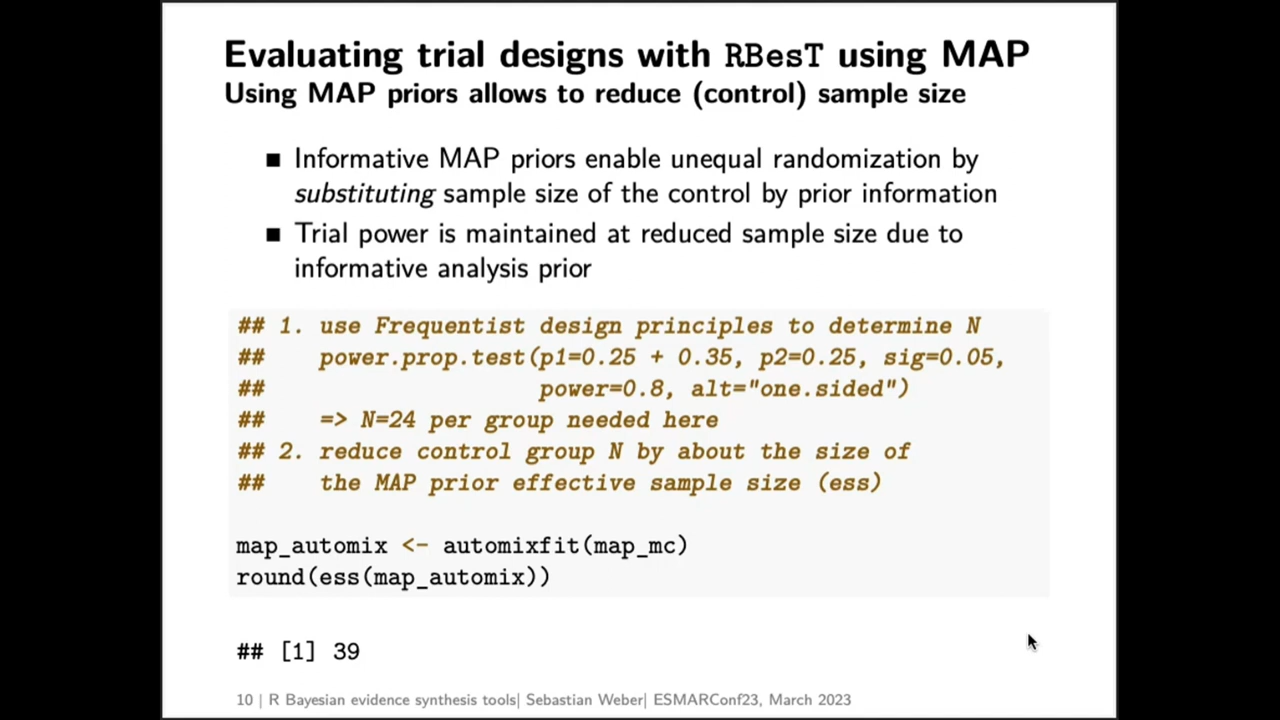 Evaluating trial designs with RBesT using MAP
Using MAP priors allows to reduce (control) sample size
■ Informative MAP priors enable unequal randomization by
substituting sample size of the control by prior information
■ Trial power is maintained at reduced sample size due to
informative analysis prior
## 1. use Frequentist design principles to determine N
##    power.prop.test(p1=0.25 + 0.35, p2=0.25, sig=0.05,
##                    power=0.8, alt="one.sided")
##    => N=24 per group needed here
## 2. reduce control group N by about the size of
##    the MAP prior effective sample size (ess)
map_automix <- automixfit(map_mc)
round(ess(map_automix))
## [1] 39
10 | R Bayesian evidence synthesis tools| Sebastian Weber| ESMARConf23, March 2023